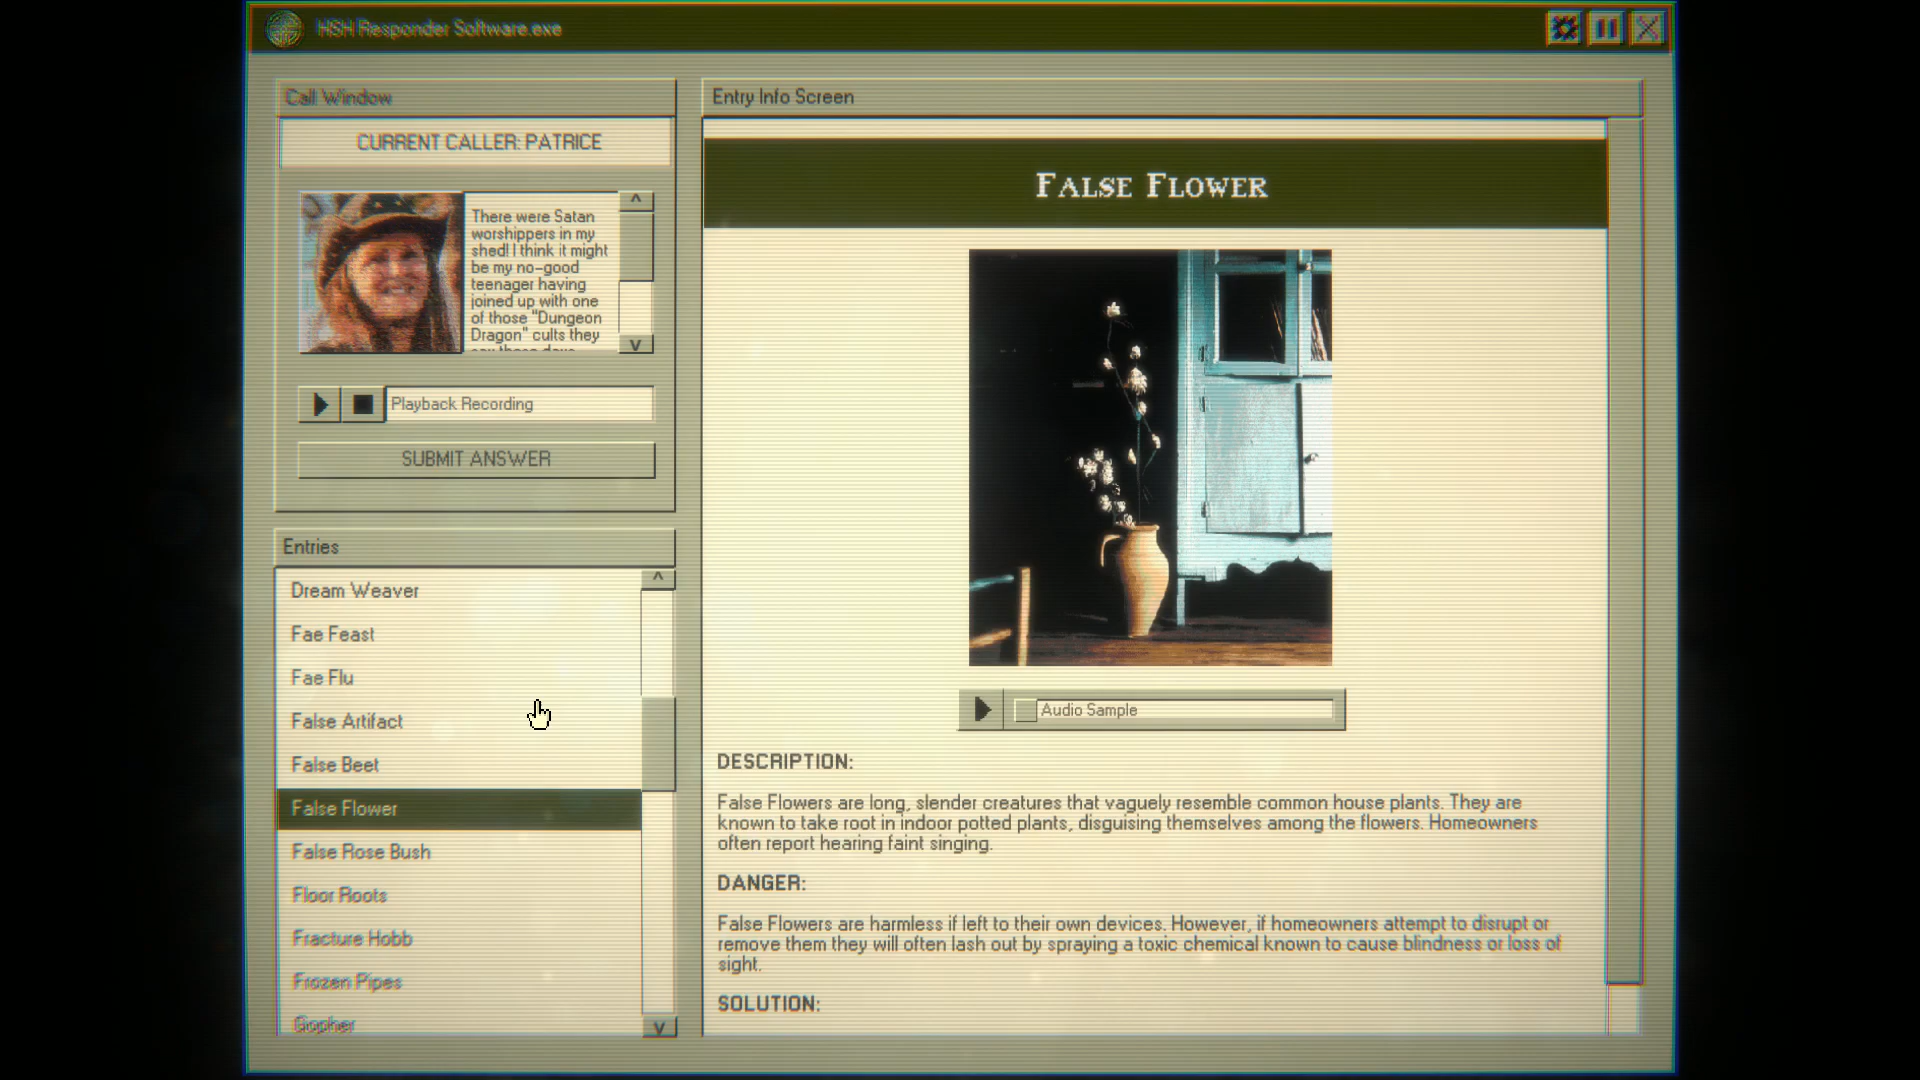 HSH Responder Software.exe
Call Window
CURRENT CALLER: PATRICE
There were Satan
worshippers in my
shed! I think it might
be my no-good
teenager having
joined up with one
of those "Dungeon
Dragon" cults they
say these days
Playback Recording
SUBMIT ANSWER
Entries
Dream Weaver
Fae Feast
Fae Flu
False Artifact
False Beet
False Flower
False Rose Bush
Floor Roots
Fracture Hobb
Frozen Pipes
Gopher
Entry Info Screen
FALSE FLOWER
Audio Sample
DESCRIPTION:
False Flowers are long, slender creatures that vaguely resemble common house plants. They are
known to take root in indoor potted plants, disguising themselves among the flowers. Homeowners
often report hearing faint singing.
DANGER:
False Flowers are harmless if left to their own devices. However, if homeowners attempt to disrupt or
remove them they will often lash out by spraying a toxic chemical known to cause blindness or loss of
sight.
SOLUTION: